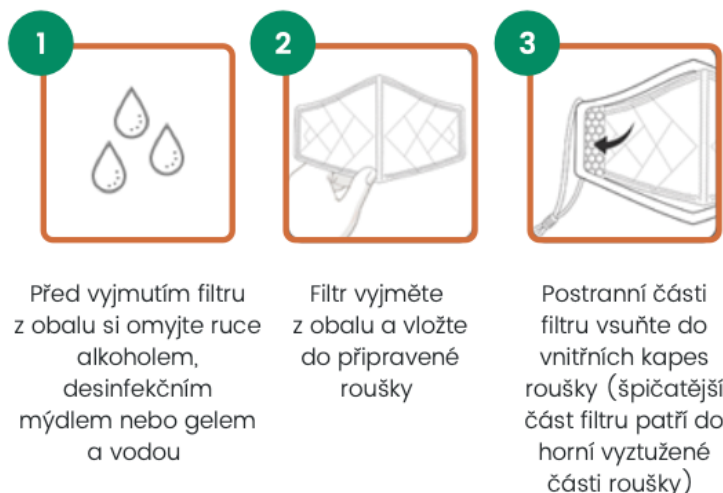 1
Před vyjmutím filtru
z obalu si omyjte ruce
alkoholem,
desinfekčním
mýdlem nebo gelem
a vodou
2
Filtr vyjměte
z obalu a vložte
do připravené
roušky
3
Postranní části
filtru vsuňte do
vnitřních kapes
roušky (špičatější
část filtru patří do
horní vyztužené
části roušky)